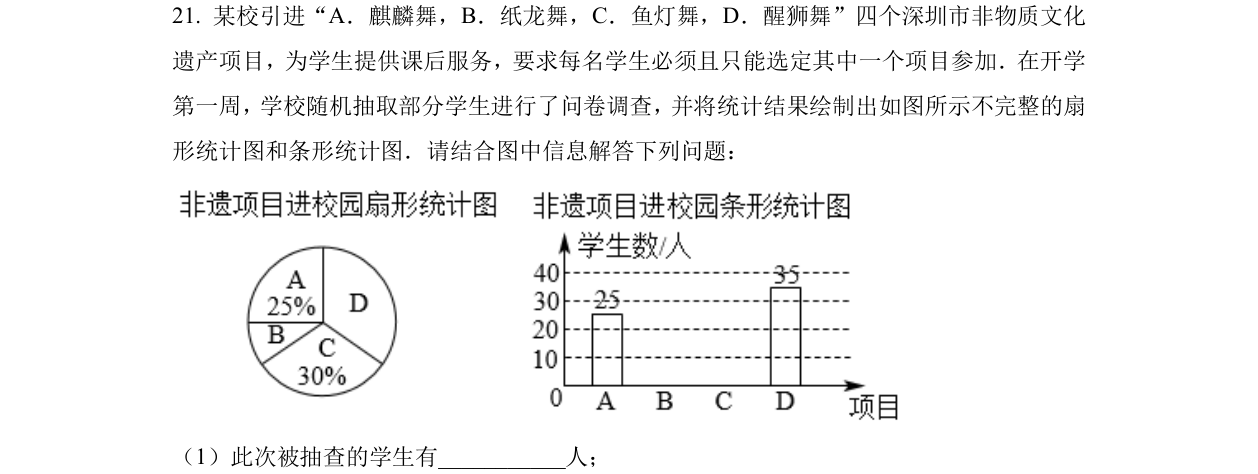 21. 某校引进“A．麒麟舞，B．纸龙舞，C．鱼灯舞，D．醒狮舞”四个深圳市非物质文化
遗产项目，为学生提供课后服务，要求每名学生必须且只能选定其中一个项目参加．在开学
第一周，学校随机抽取部分学生进行了问卷调查，并将统计结果绘制出如图所示不完整的扇
形统计图和条形统计图．请结合图中信息解答下列问题：
非遗项目进校园扇形统计图
A
25%
D
B
C
30%
非遗项目进校园条形统计图
学生数/人
40
30
20
10
0
25
35
A B C D
项目
（1）此次被抽查的学生有___________人；